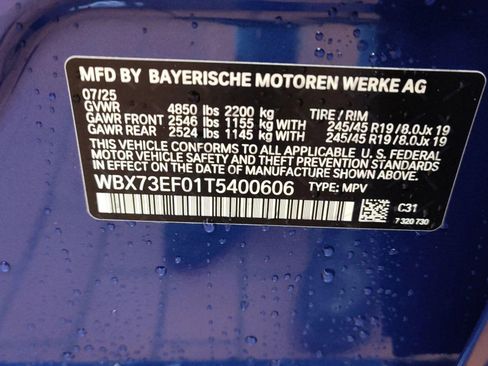 MFD BY BAYERISCHE MOTOREN WERKE AG
07/25
GVWR 4850 lbs 2200 kg TIRE / RIM
GAWR FRONT 2546 lbs 1155 kg WITH 245/45 R19 /8.0Jx 19
GAWR REAR 2524 lbs 1145 kg WITH 245/45 R19 /8.0Jx 19
THIS VEHICLE CONFORMS TO ALL APPLICABLE U. S. FEDERAL
MOTOR VEHICLE SAFETY AND THEFT PREVENTION STANDARDS
IN EFFECT ON THE DATE OF MANUFACTURE SHOWN ABOVE.
WBX73EF01T5400606 TYPE: MPV
C31
7 320 730